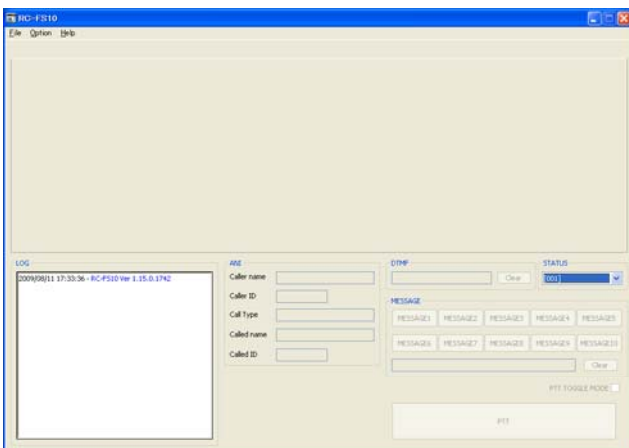 RC-FS10
File Option Help
LOG
2009/08/11 17:33:36 - RC-FS10 Ver 1.15.0.1742
ANI
Caller name
Caller ID
Call Type
Called name
Called ID
DTMF
Clear
STATUS
[001]
MESSAGE
MESSAGE1 MESSAGE2 MESSAGE3 MESSAGE4 MESSAGE5
MESSAGE6 MESSAGE7 MESSAGE8 MESSAGE9 MESSAGE10
Clear
PTT TOGGLE MODE
PTT